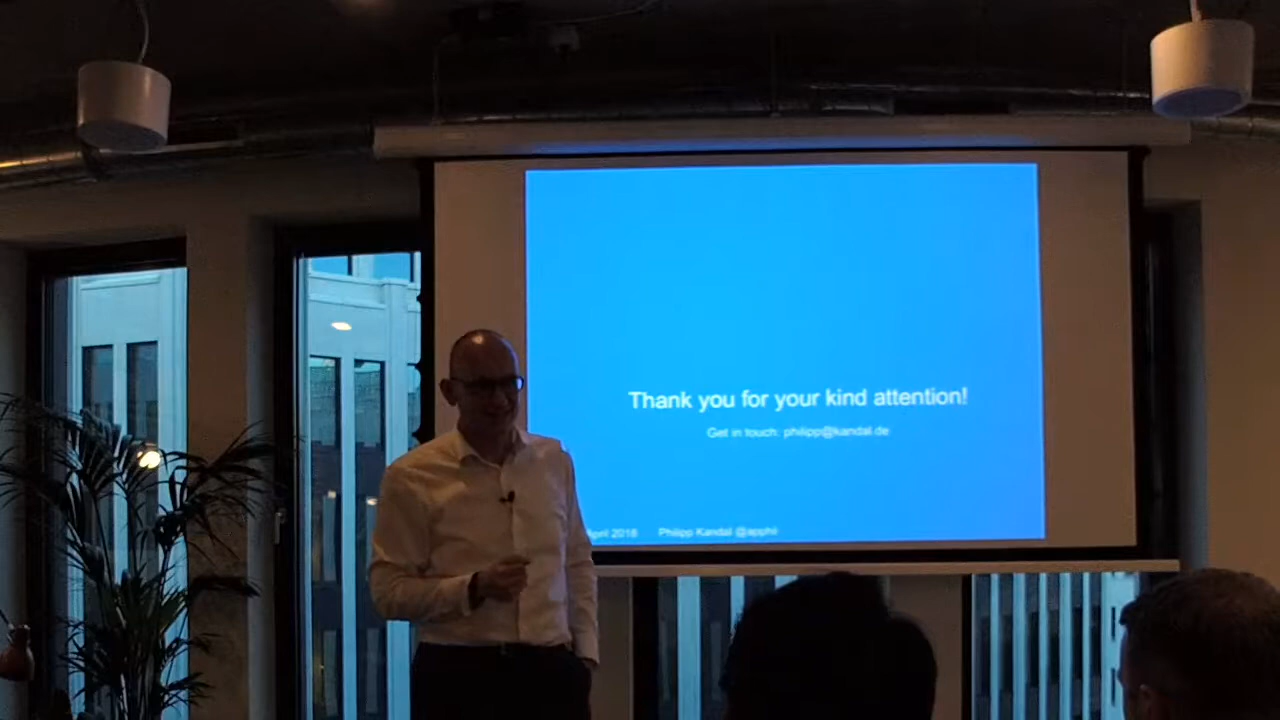 Thank you for your kind attention!
Get in touch: philipp@kandal.de
April 2018 Philipp Kandal @apphil